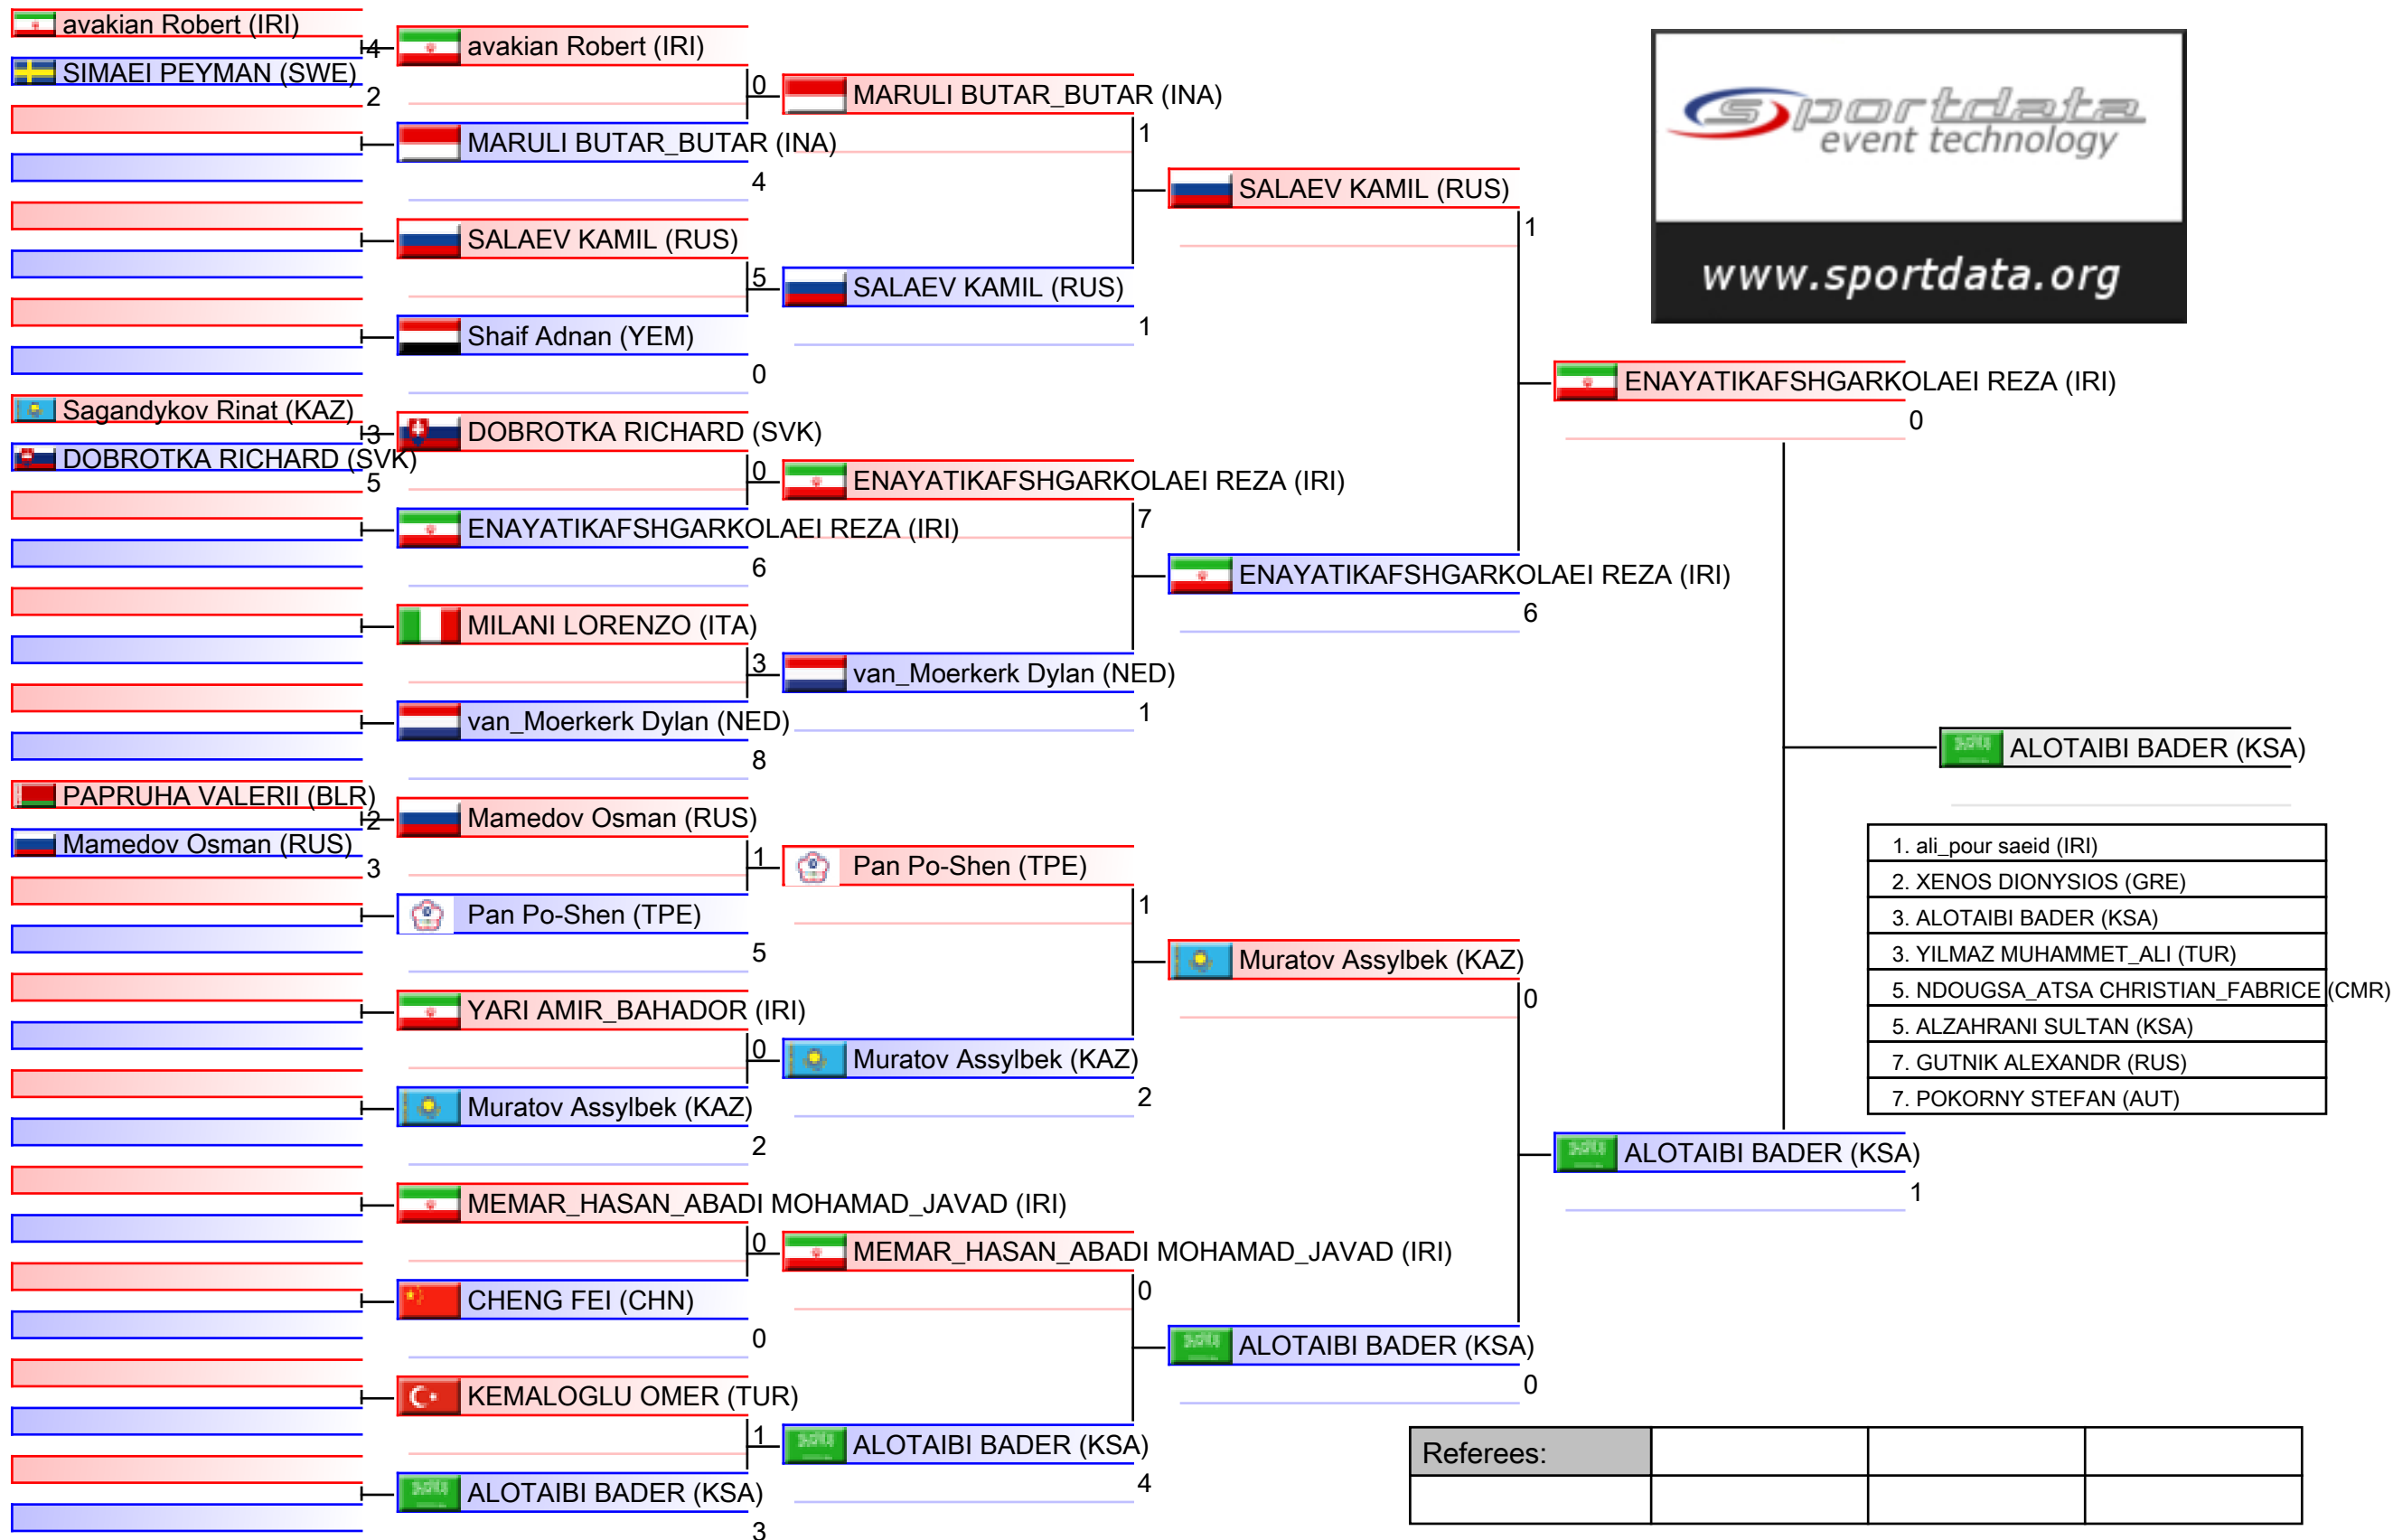 avakian Robert (IRI)
4
SIMAEI PEYMAN (SWE)
2
Sagandykov Rinat (KAZ)
3
DOBROTKA RICHARD (SVK)
5
PAPRUHA VALERII (BLR)
2
Mamedov Osman (RUS)
3
avakian Robert (IRI)
0
MARULI BUTAR_BUTAR (INA)
4
SALAEV KAMIL (RUS)
5
Shaif Adnan (YEM)
0
DOBROTKA RICHARD (SVK)
0
ENAYATIKAFSHGARKOLAEI REZA (IRI)
6
MILANI LORENZO (ITA)
3
van_Moerkerk Dylan (NED)
8
Mamedov Osman (RUS)
1
Pan Po-Shen (TPE)
5
YARI AMIR_BAHADOR (IRI)
0
Muratov Assylbek (KAZ)
2
MEMAR_HASAN_ABADI MOHAMAD_JAVAD (IRI)
0
CHENG FEI (CHN)
0
KEMALOGLU OMER (TUR)
1
ALOTAIBI BADER (KSA)
3
MARULI BUTAR_BUTAR (INA)
1
SALAEV KAMIL (RUS)
1
ENAYATIKAFSHGARKOLAEI REZA (IRI)
7
van_Moerkerk Dylan (NED)
1
Pan Po-Shen (TPE)
1
Muratov Assylbek (KAZ)
2
MEMAR_HASAN_ABADI MOHAMAD_JAVAD (IRI)
0
ALOTAIBI BADER (KSA)
4
SALAEV KAMIL (RUS)
1
ENAYATIKAFSHGARKOLAEI REZA (IRI)
6
Muratov Assylbek (KAZ)
0
ALOTAIBI BADER (KSA)
0
ENAYATIKAFSHGARKOLAEI REZA (IRI)
0
ALOTAIBI BADER (KSA)
1
ALOTAIBI BADER (KSA)
sportdata
event technology
www.sportdata.org
1. ali_pour saeid (IRI)
2. XENOS DIONYSIOS (GRE)
3. ALOTAIBI BADER (KSA)
3. YILMAZ MUHAMMET_ALI (TUR)
5. NDOUGSA_ATSA CHRISTIAN_FABRICE (CMR)
5. ALZAHRANI SULTAN (KSA)
7. GUTNIK ALEXANDR (RUS)
7. POKORNY STEFAN (AUT)
Referees: